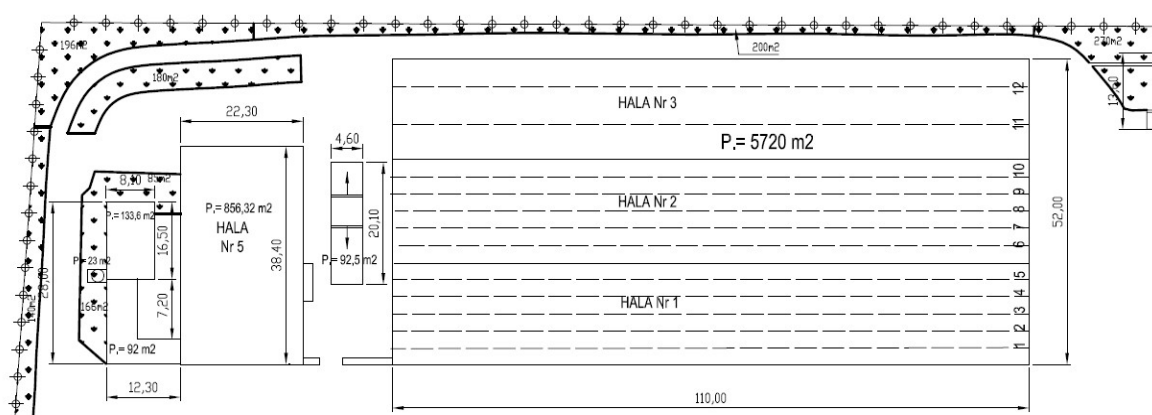 196m2
180m2
200m2
270m2
22,30
4,60
HALA Nr 3
12
11
P.= 5720 m2
8,10
P.= 133,6 m2
P.= 856,32 m2
HALA
Nr 5
16,50
38,40
20,10
10
9
8
7
6
HALA Nr 2
52,00
P.= 23 m2
P.= 92,5 m2
28,00
166m2
7,20
5
4
3
2
1
HALA Nr 1
P.= 92 m2
12,30
110,00